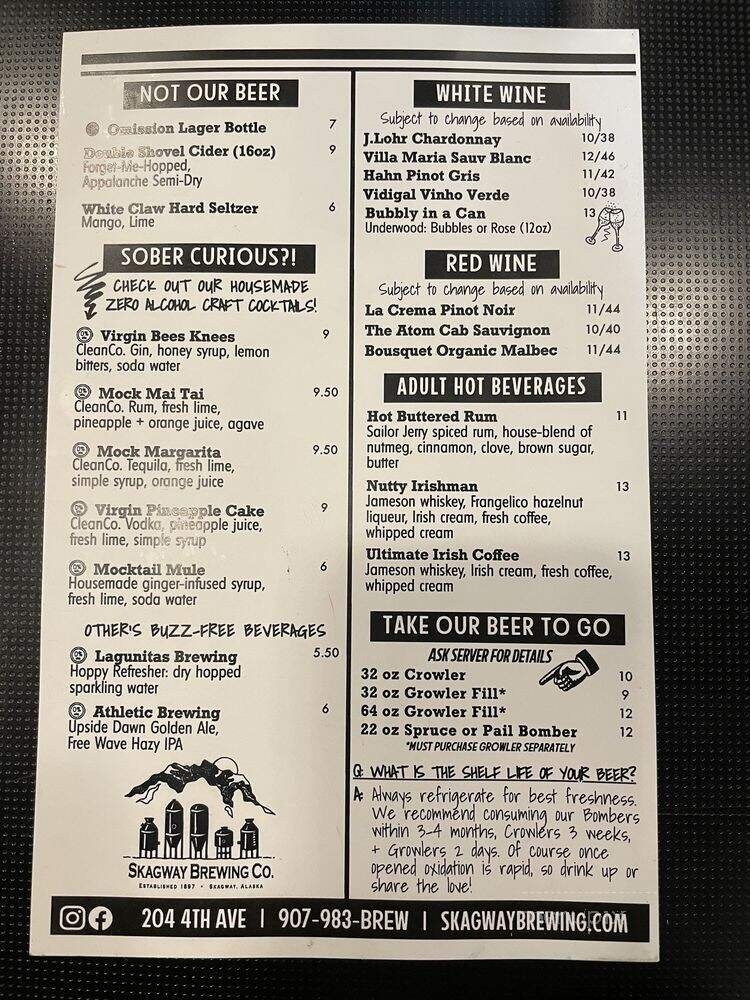 NOT OUR BEER
Omission Lager Bottle 7
Double Shovel Cider (16oz) 9
Forget-Me-Hopped,
Appalanche Semi-Dry
White Claw Hard Seltzer 6
Mango, Lime
SOBER CURIOUS?!
CHECK OUT OUR HOUSEMADE
ZERO ALCOHOL CRAFT COCKTAILS!
Virgin Bees Knees 9
CleanCo. Gin, honey syrup, lemon
bitters, soda water
Mock Mai Tai 9.50
CleanCo. Rum, fresh lime,
pineapple + orange juice, agave
Mock Margarita 9.50
CleanCo. Tequila, fresh lime,
simple syrup, orange juice
Virgin Pineapple Cake 9
CleanCo. Vodka, pineapple juice,
fresh lime, simple syrup
Mocktail Mule 6
Housemade ginger-infused syrup,
fresh lime, soda water
OTHER'S BUZZ-FREE BEVERAGES
Lagunitas Brewing 5.50
Hoppy Refresher: dry hopped
sparkling water
Athletic Brewing 6
Upside Dawn Golden Ale,
Free Wave Hazy IPA
SKAGWAY BREWING CO.
ESTABLISHED 1897 • SKAGWAY, ALASKA
WHITE WINE
Subject to change based on availability
J.Lohr Chardonnay 10/38
Villa Maria Sauv Blanc 12/46
Hahn Pinot Gris 11/42
Vidigal Vinho Verde 10/38
Bubbly in a Can 13
Underwood: Bubbles or Rose (12oz)
RED WINE
Subject to change based on availability
La Crema Pinot Noir 11/44
The Atom Cab Sauvignon 10/40
Bousquet Organic Malbec 11/44
ADULT HOT BEVERAGES
Hot Buttered Rum 11
Sailor Jerry spiced rum, house-blend of
nutmeg, cinnamon, clove, brown sugar,
butter
Nutty Irishman 13
Jameson whiskey, Frangelico hazelnut
liqueur, Irish cream, fresh coffee,
whipped cream
Ultimate Irish Coffee 13
Jameson whiskey, Irish cream, fresh coffee,
whipped cream
TAKE OUR BEER TO GO
ASK SERVER FOR DETAILS
32 oz Crowler 10
32 oz Growler Fill* 9
64 oz Growler Fill* 12
22 oz Spruce or Pail Bomber 12
*MUST PURCHASE GROWLER SEPARATELY
Q: WHAT IS THE SHELF LIFE OF YOUR BEER?
A: Always refrigerate for best freshness.
We recommend consuming our Bombers
within 3-4 months, Crowlers 3 weeks,
+ Growlers 2 days. Of course once
opened oxidation is rapid, so drink up or
share the love!
204 4TH AVE | 907-983-BREW | SKAGWAYBREWING.COM